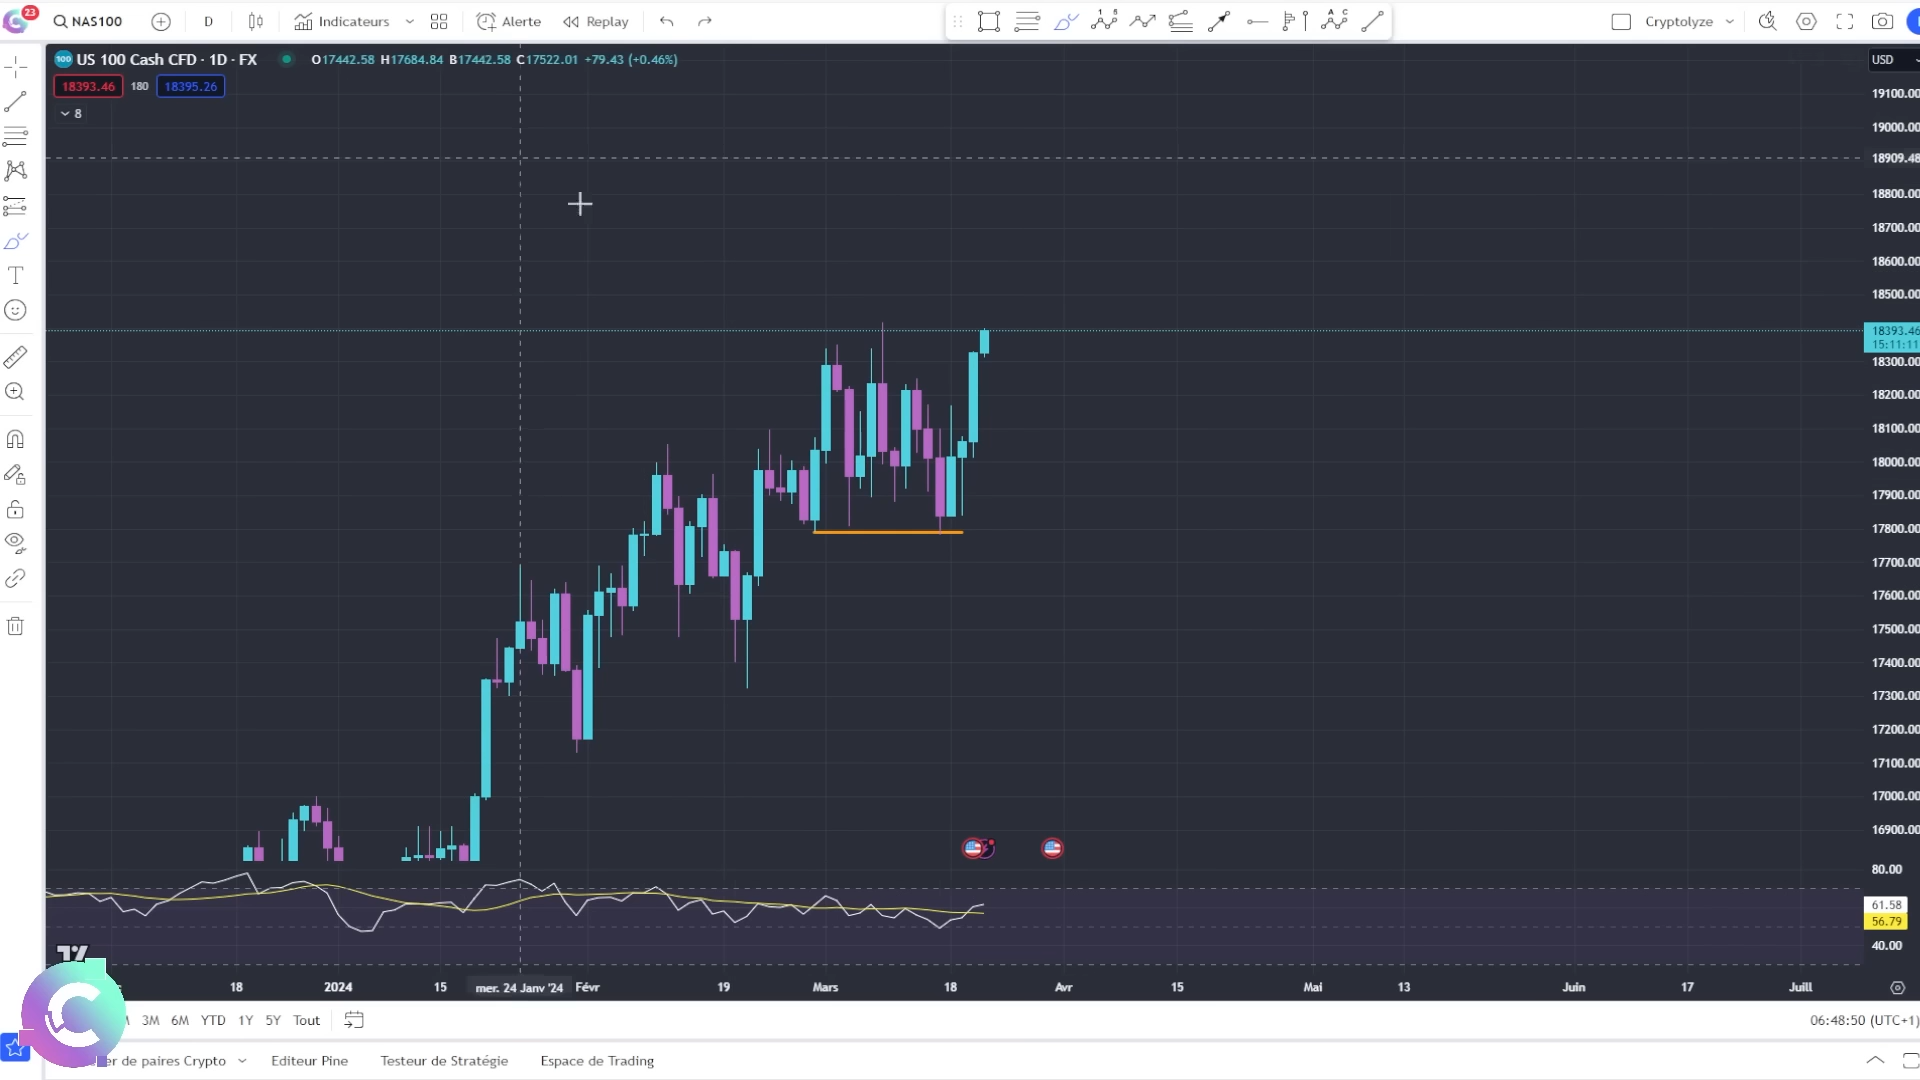 23
NAS100
D
Indicateurs
Alerte
Replay
Cryptolyze
US 100 Cash CFD · 1D · FX
O17442.58 H17684.84 B17442.58 C17522.01 +79.43 (+0.46%)
18393.46 180 18395.26
8
USD
19100.00
19000.00
18909.48
18800.00
18700.00
18600.00
18500.00
18393.46
15:11:11
18300.00
18200.00
18100.00
18000.00
17900.00
17800.00
17700.00
17600.00
17500.00
17400.00
17300.00
17200.00
17100.00
17000.00
16900.00
80.00
61.58
56.79
40.00
18 2024 15 mer. 24 Janv '24 Févr 19 Mars 18 Avr 15 Mai 13 Juin 17 Juill
3M 6M YTD 1Y 5Y Tout
06:48:50 (UTC+1)
de paires Crypto Editeur Pine Testeur de Stratégie Espace de Trading